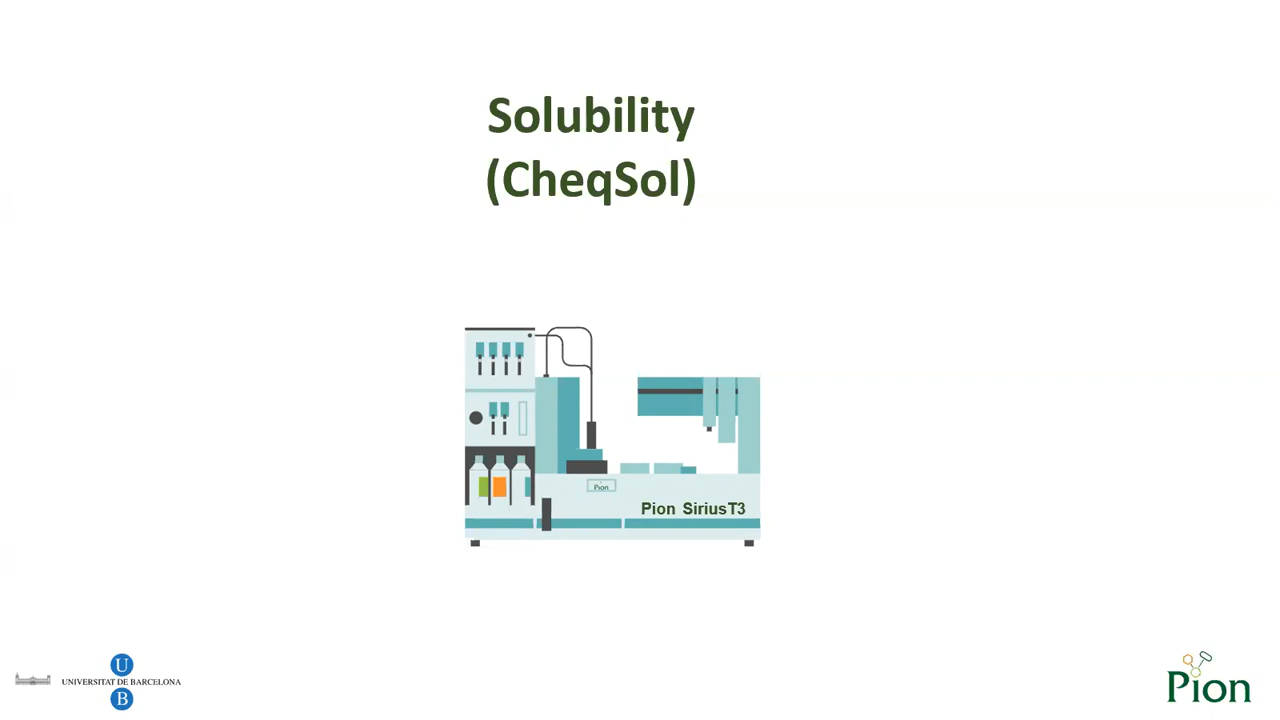 Solubility
(CheqSol)
Pion
Pion SiriusT3
U
UNIVERSITAT DE BARCELONA
B
Pion